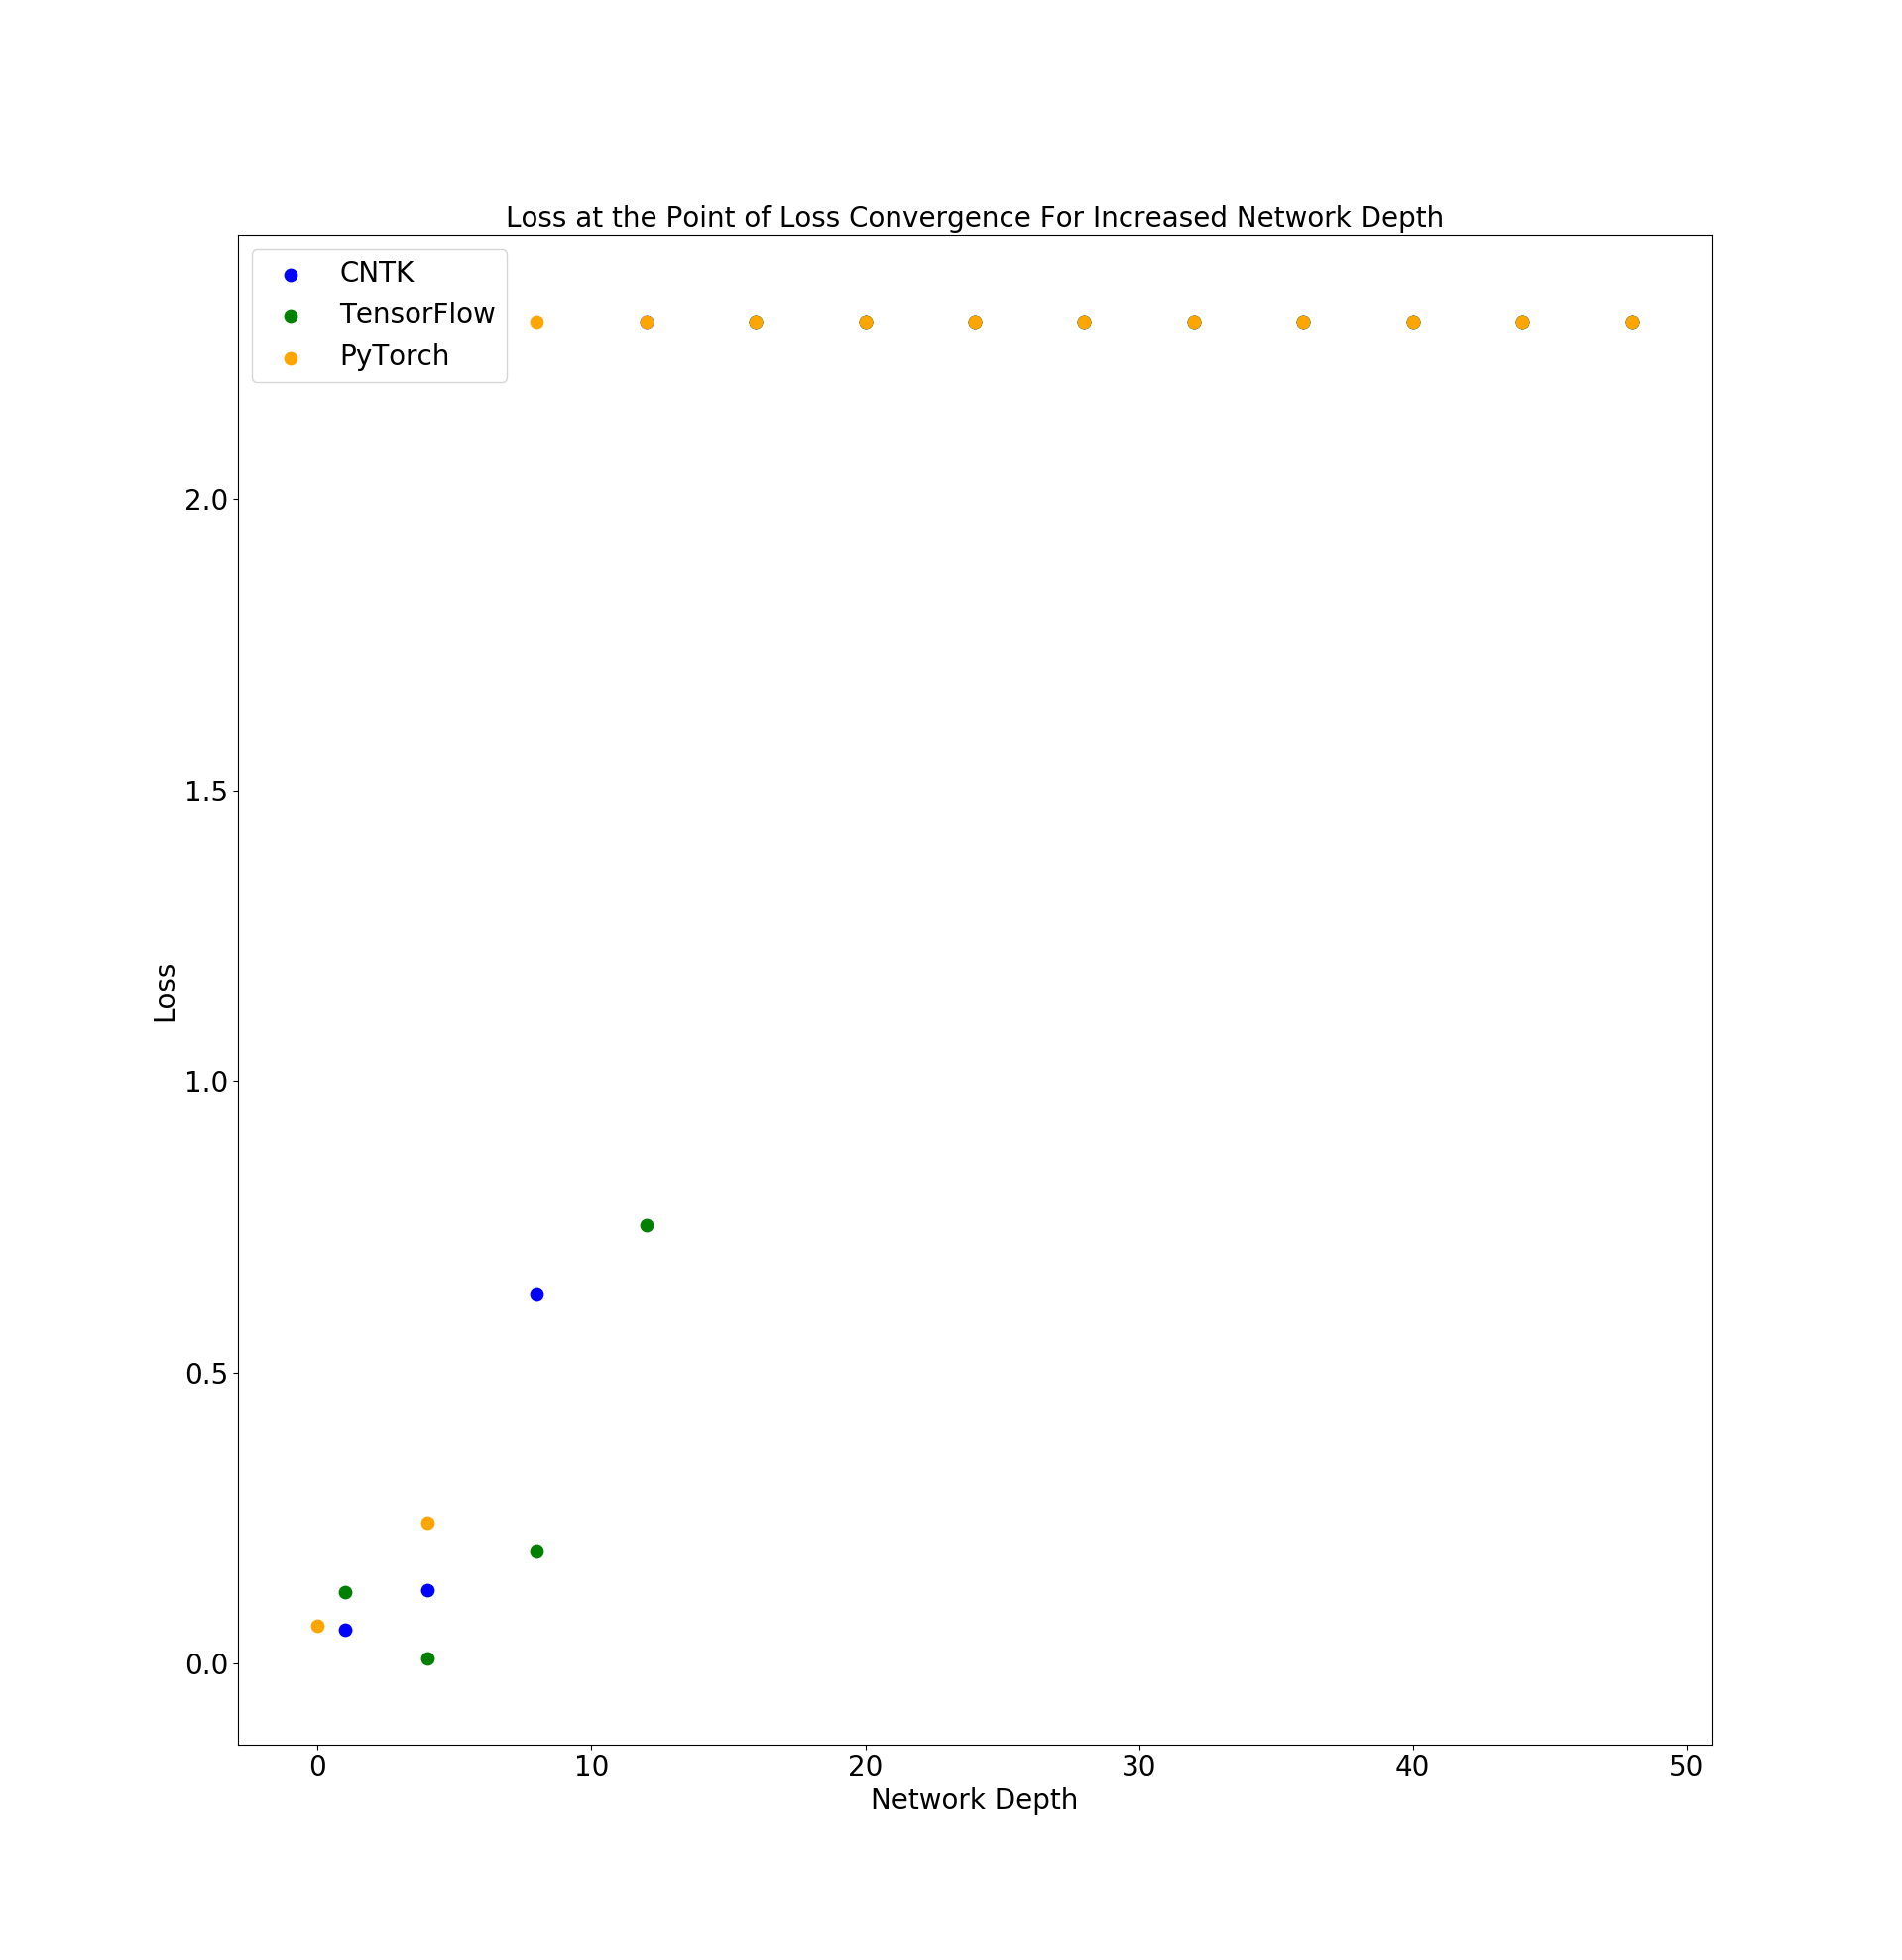 Loss at the Point of Loss Convergence For Increased Network Depth
CNTK
TensorFlow
PyTorch
2.0
1.5
1.0
0.5
0.0
Loss
0 10 20 30 40 50
Network Depth